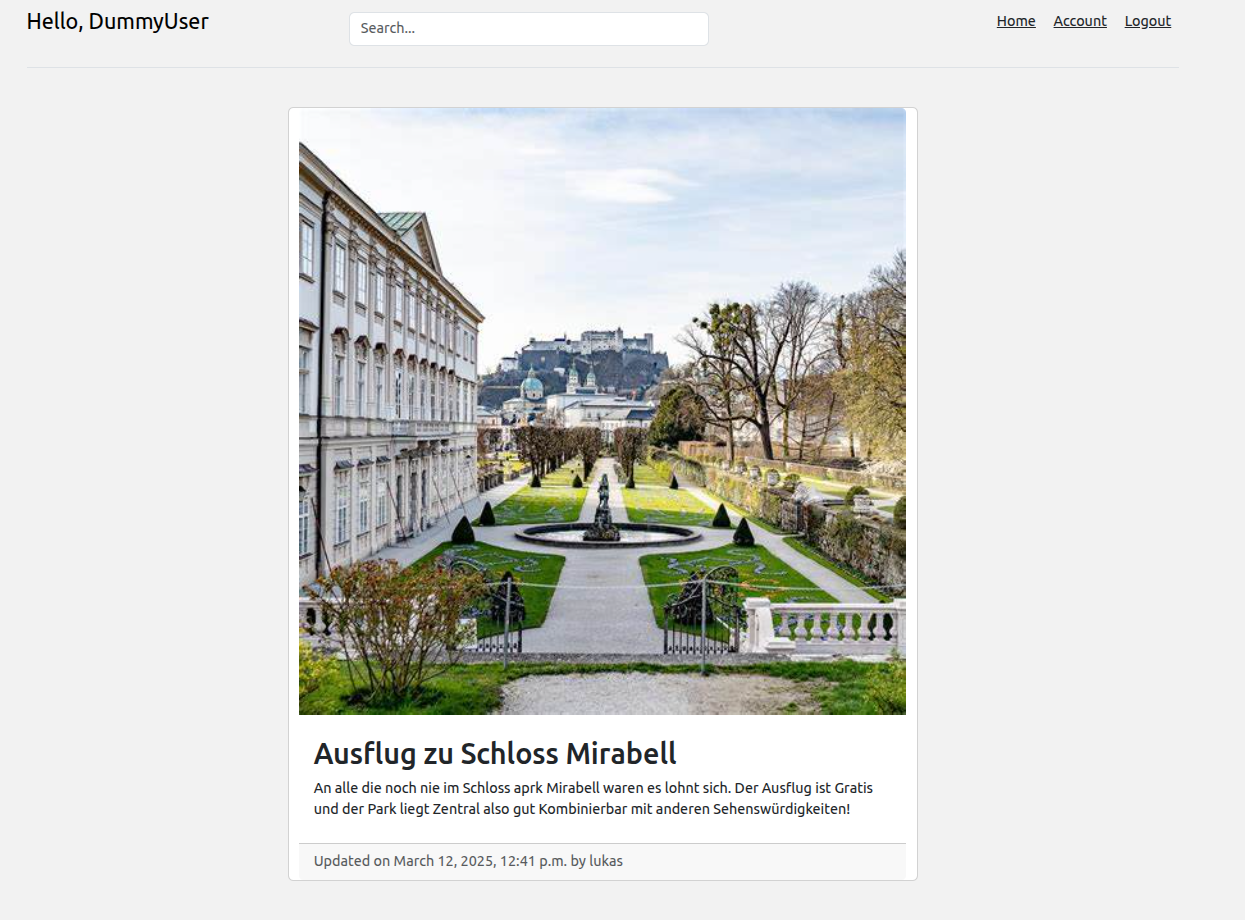 Hello, DummyUser
Search...
Home Account Logout
Ausflug zu Schloss Mirabell
An alle die noch nie im Schloss aprk Mirabell waren es lohnt sich. Der Ausflug ist Gratis
und der Park liegt Zentral also gut Kombinierbar mit anderen Sehenswürdigkeiten!
Updated on March 12, 2025, 12:41 p.m. by lukas